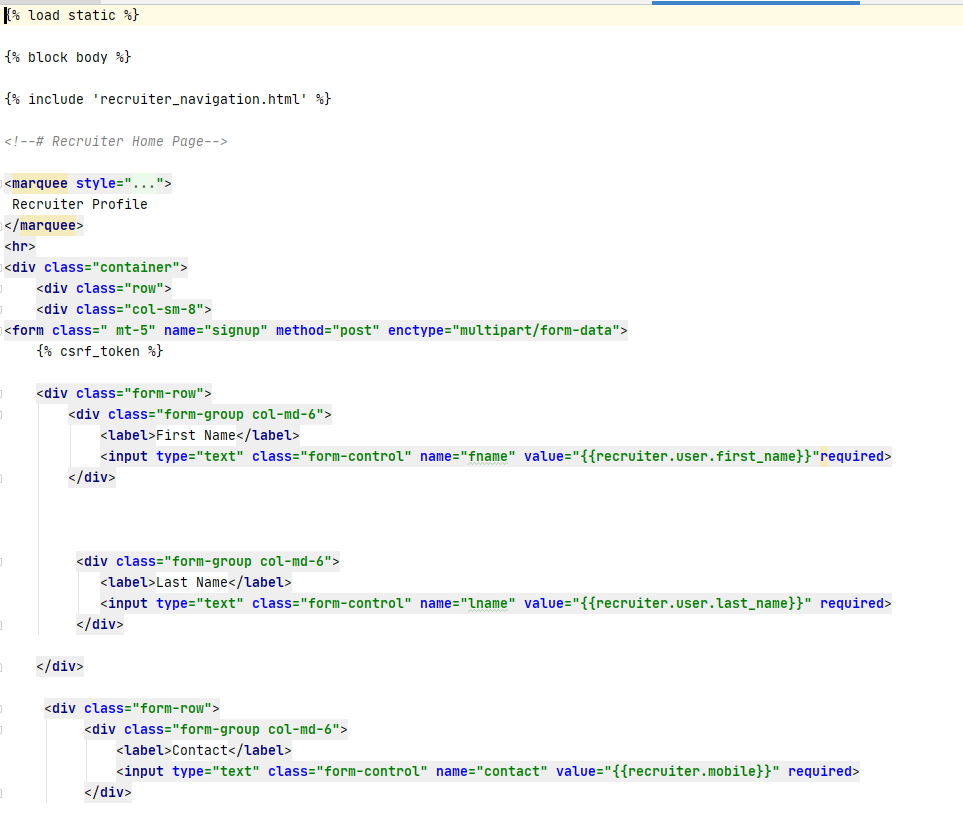 {% load static %}
{% block body %}
{% include 'recruiter_navigation.html' %}
<!--# Recruiter Home Page-->
<marquee style="...">
Recruiter Profile
</marquee>
<hr>
<div class="container">
<div class="row">
<div class="col-sm-8">
<form class=" mt-5" name="signup" method="post" enctype="multipart/form-data">
{% csrf_token %}
<div class="form-row">
<div class="form-group col-md-6">
<label>First Name</label>
<input type="text" class="form-control" name="fname" value="{{recruiter.user.first_name}}"required>
</div>
<div class="form-group col-md-6">
<label>Last Name</label>
<input type="text" class="form-control" name="lname" value="{{recruiter.user.last_name}}" required>
</div>
</div>
<div class="form-row">
<div class="form-group col-md-6">
<label>Contact</label>
<input type="text" class="form-control" name="contact" value="{{recruiter.mobile}}" required>
</div>